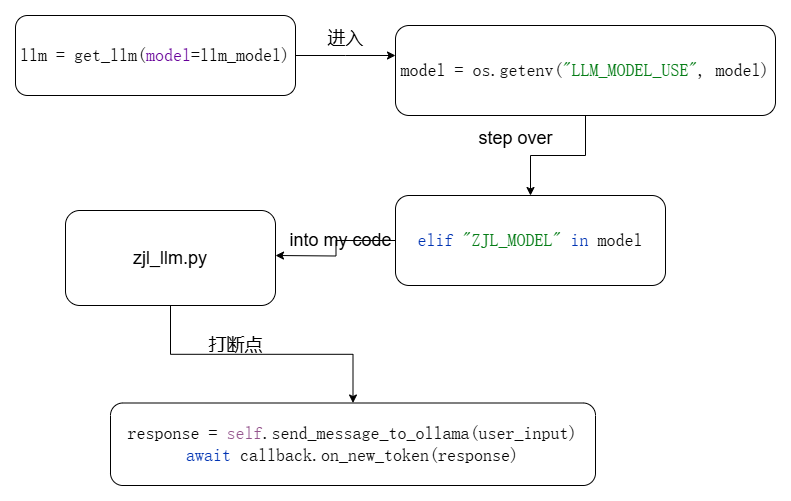 进入
llm = get_llm(model=llm_model)
model = os.getenv("LLM_MODEL_USE", model)
step over
into my code
elif "ZJL_MODEL" in model
zjl_llm.py
打断点
response = self.send_message_to_ollama(user_input)
await callback.on_new_token(response)